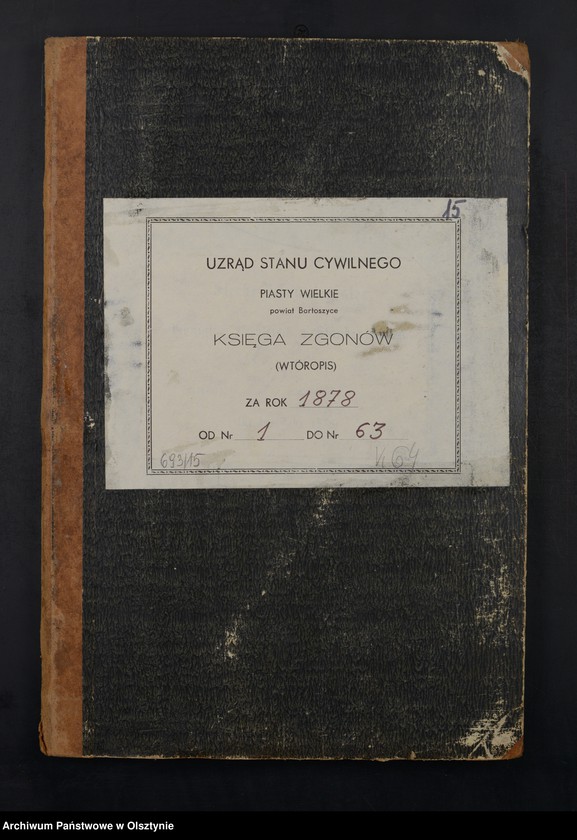 15
UZRĄD STANU CYWILNEGO
PIASTY WIELKIE
powiat Bartoszyce
KSIĘGA ZGONÓW
(WTÓROPIS)
ZA ROK 1878
OD Nr 1 DO Nr 63
693/15
64
Archiwum Państwowe w Olsztynie